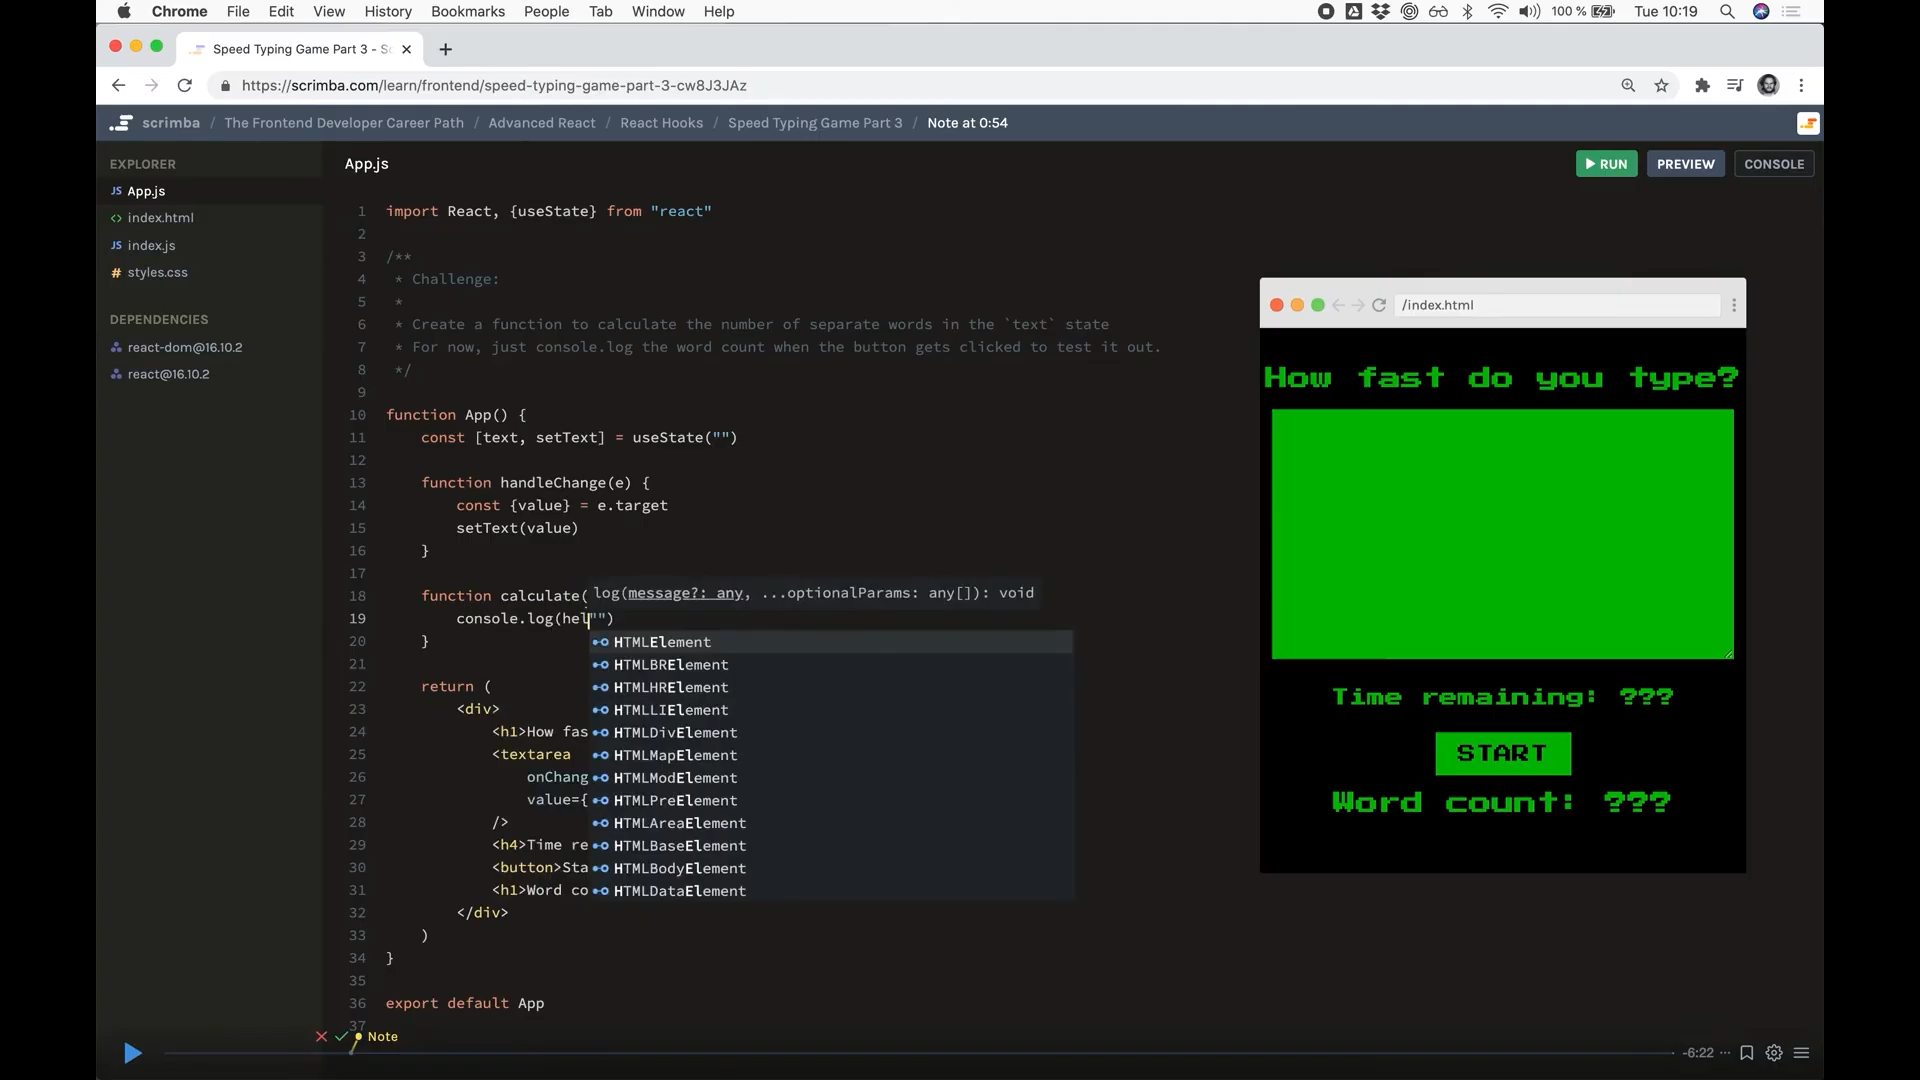 Chrome File Edit View History Bookmarks People Tab Window Help 100 % Tue 10:19
Speed Typing Game Part 3 - Sc
https://scrimba.com/learn/frontend/speed-typing-game-part-3-cw8J3JAz
scrimba / The Frontend Developer Career Path / Advanced React / React Hooks / Speed Typing Game Part 3 / Note at 0:54
EXPLORER
JS App.js
<> index.html
JS index.js
# styles.css
DEPENDENCIES
react-dom@16.10.2
react@16.10.2
App.js
RUN PREVIEW CONSOLE
1 import React, {useState} from "react"
2
3 /**
4 * Challenge:
5 *
6 * Create a function to calculate the number of separate words in the `text` state
7 * For now, just console.log the word count when the button gets clicked to test it out.
8 */
9
10 function App() {
11 const [text, setText] = useState("")
12
13 function handleChange(e) {
14 const {value} = e.target
15 setText(value)
16 }
17
18 function calculate(
log(message?: any, ...optionalParams: any[]): void
19 console.log(hel"")
20 }
21
22 return (
23 <div>
24 <h1>How fas
25 <textarea
26 onChang
27 value={
28 />
29 <h4>Time re
30 <button>Sta
31 <h1>Word co
32 </div>
33 )
34 }
35
36 export default App
37
HTMLElement
HTMLBRElement
HTMLHRElement
HTMLLIElement
HTMLDivElement
HTMLMapElement
HTMLModElement
HTMLPreElement
HTMLAreaElement
HTMLBaseElement
HTMLBodyElement
HTMLDataElement
/index.html
How fast do you type?
Time remaining: ???
START
Word count: ???
Note
-6:22